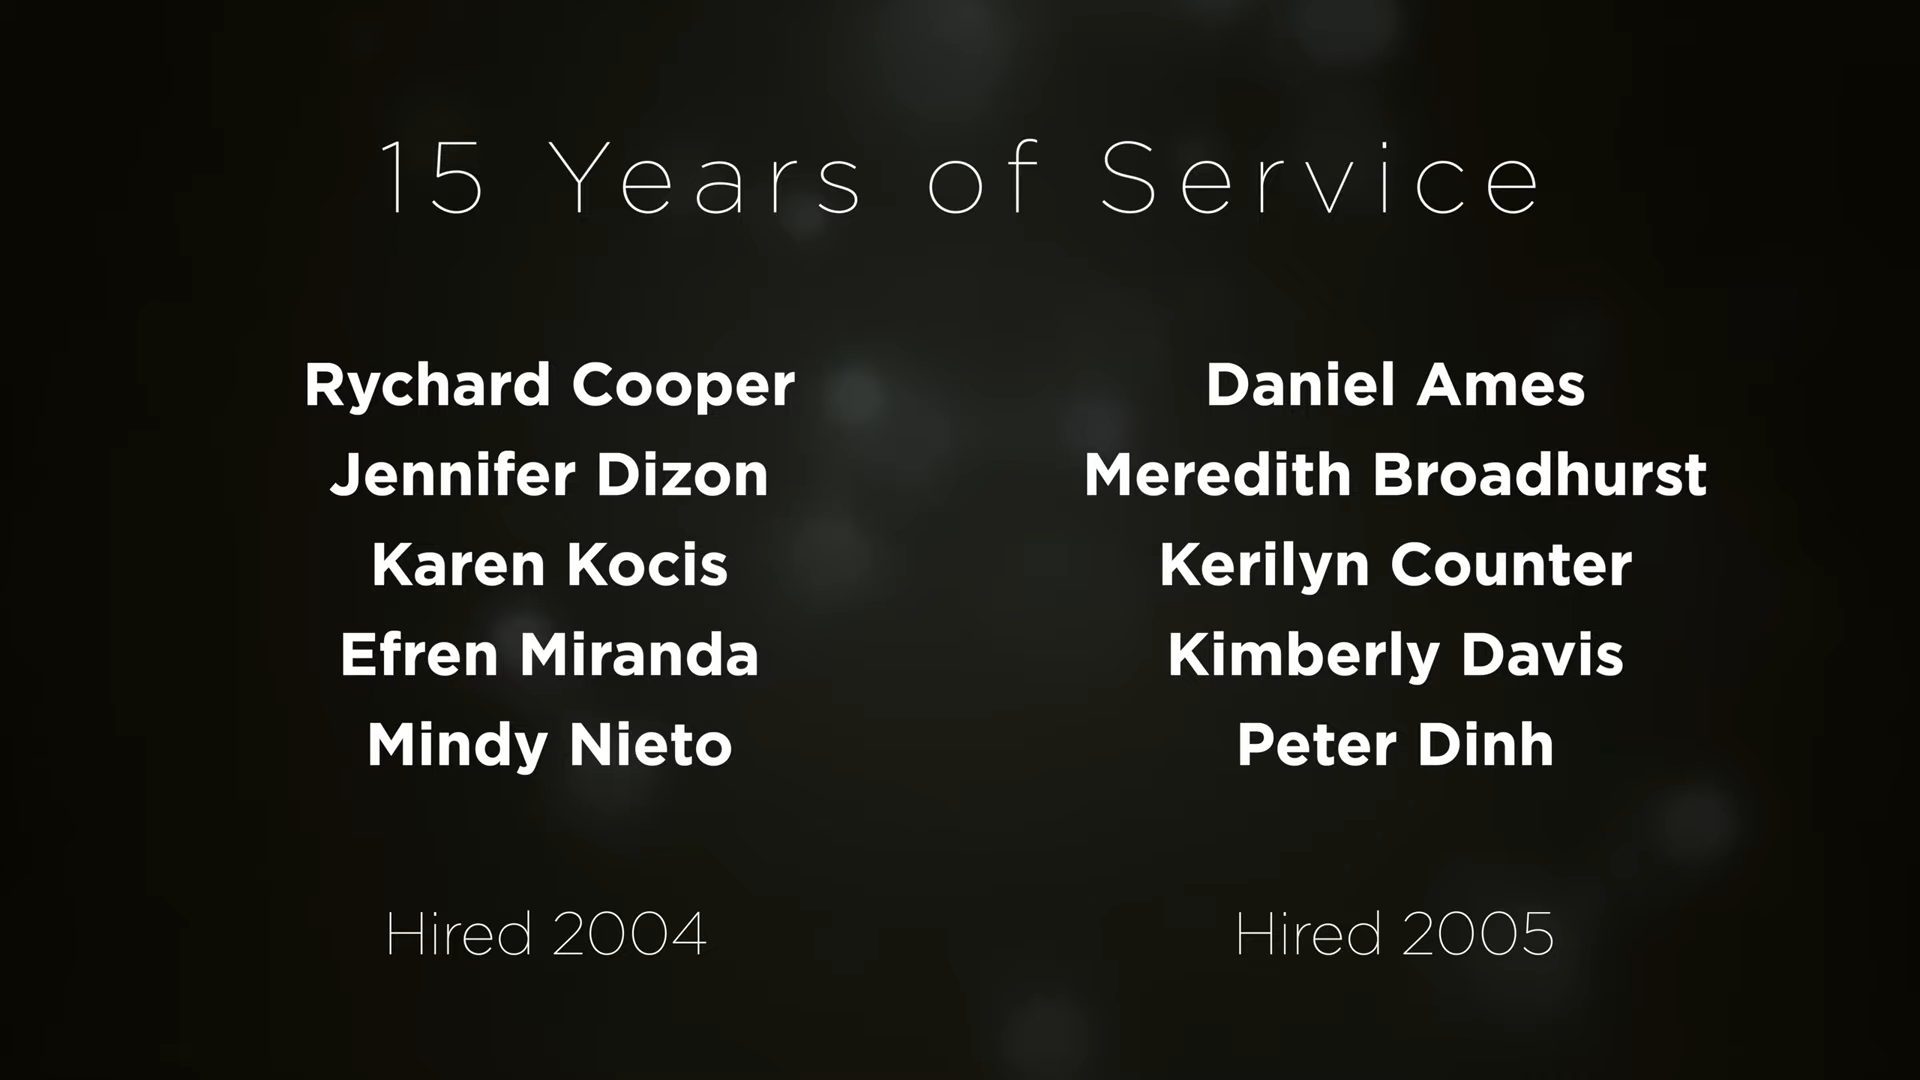 15 Years of Service
Rychard Cooper
Jennifer Dizon
Karen Kocis
Efren Miranda
Mindy Nieto
Hired 2004
Daniel Ames
Meredith Broadhurst
Kerilyn Counter
Kimberly Davis
Peter Dinh
Hired 2005